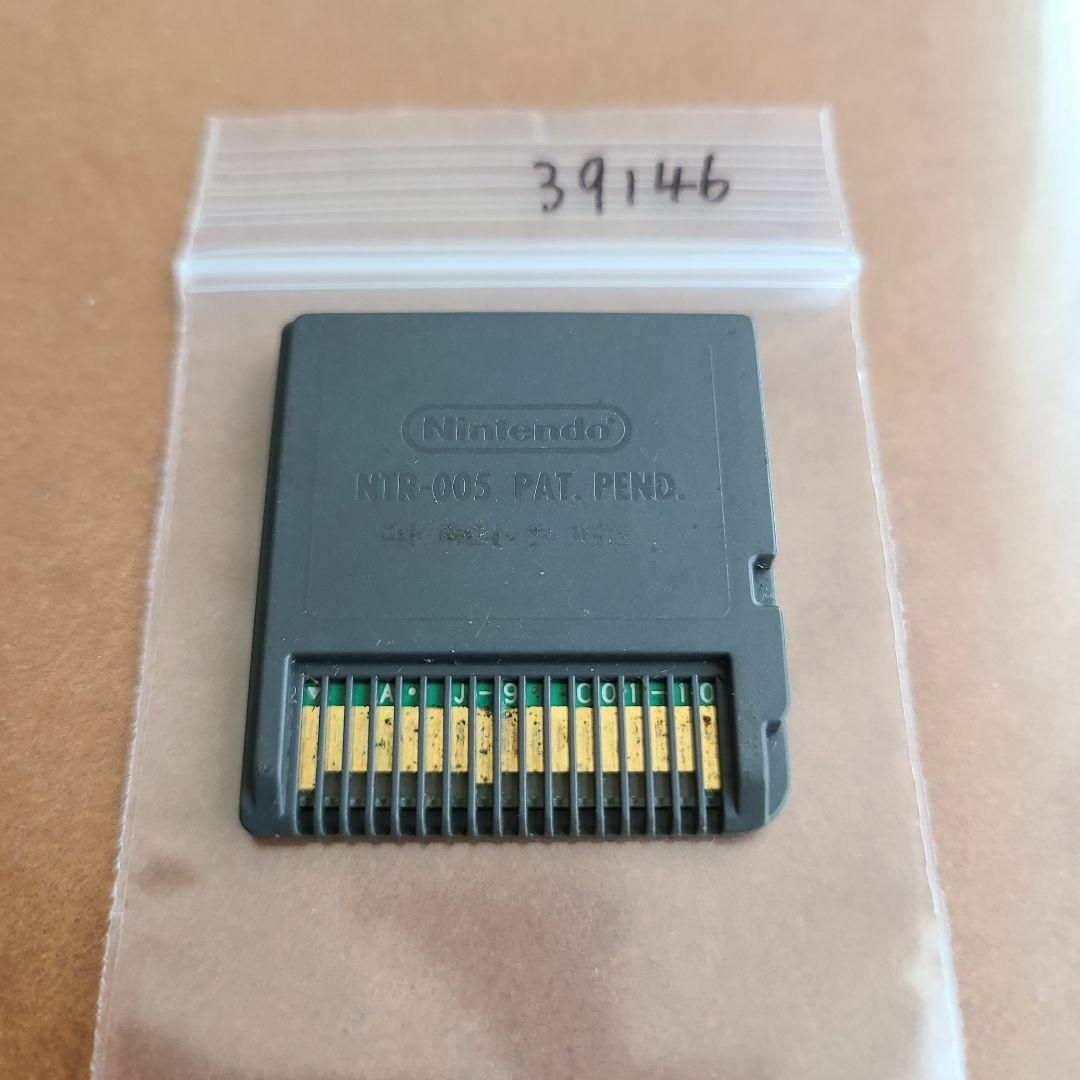 39146
Nintendo®
NTR-005 PAT. PEND.
▼ A • J-9 C01-10